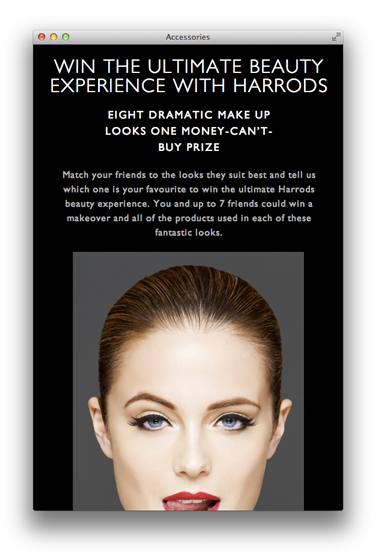 Accessories
WIN THE ULTIMATE BEAUTY
EXPERIENCE WITH HARRODS
EIGHT DRAMATIC MAKE UP
LOOKS ONE MONEY-CAN'T-
BUY PRIZE
Match your friends to the looks they suit best and tell us
which one is your favourite to win the ultimate Harrods
beauty experience. You and up to 7 friends could win a
makeover and all of the products used in each of these
fantastic looks.